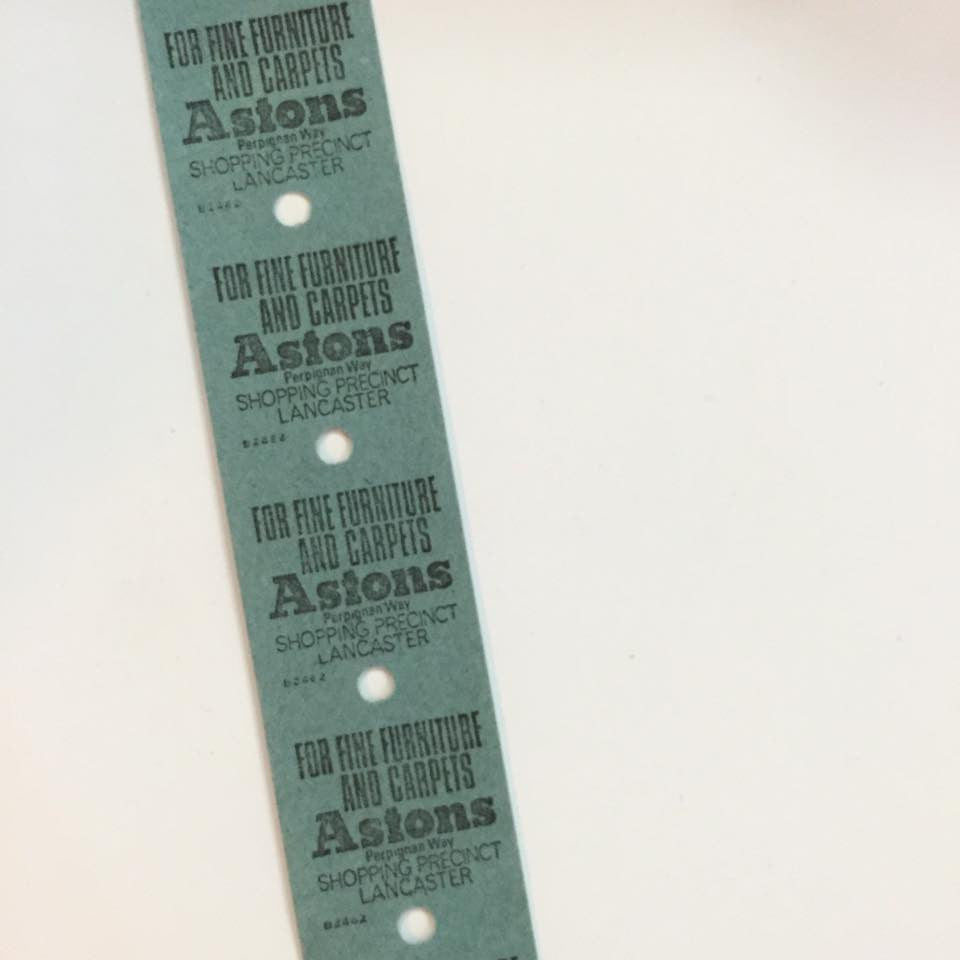 FOR FINE FURNITURE
AND CARPETS
Astons
Perpignan Way
SHOPPING PRECINCT
LANCASTER
FOR FINE FURNITURE
AND CARPETS
Astons
Perpignan Way
SHOPPING PRECINCT
LANCASTER
FOR FINE FURNITURE
AND CARPETS
Astons
Perpignan Way
SHOPPING PRECINCT
LANCASTER
B2462
FOR FINE FURNITURE
AND CARPETS
Astons
Perpignan Way
SHOPPING PRECINCT
LANCASTER
B2462